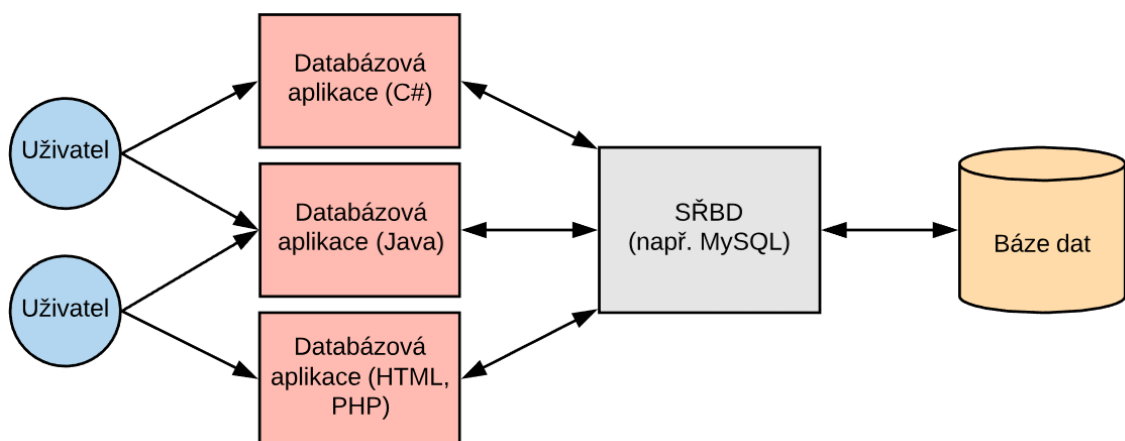 Uživatel
Uživatel
Databázová
aplikace (C#)
Databázová
aplikace (Java)
Databázová
aplikace (HTML,
PHP)
SŘBD
(např. MySQL)
Báze dat